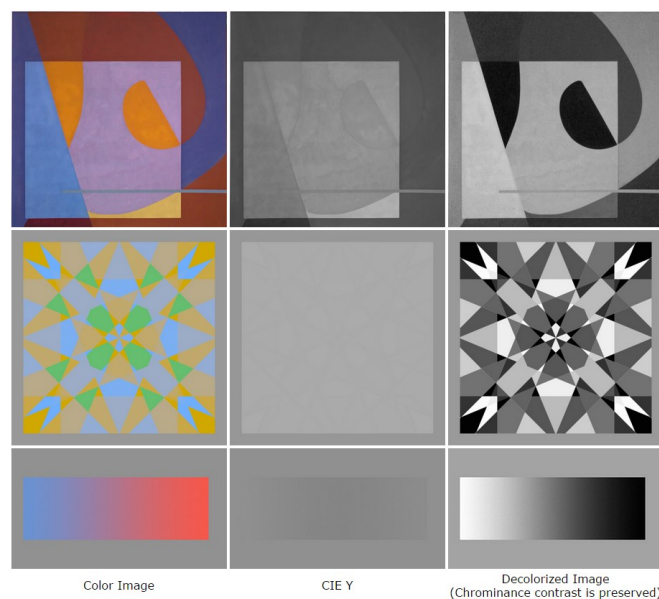 Color Image
CIE Y
Decolorized Image
(Chrominance contrast is preserved)